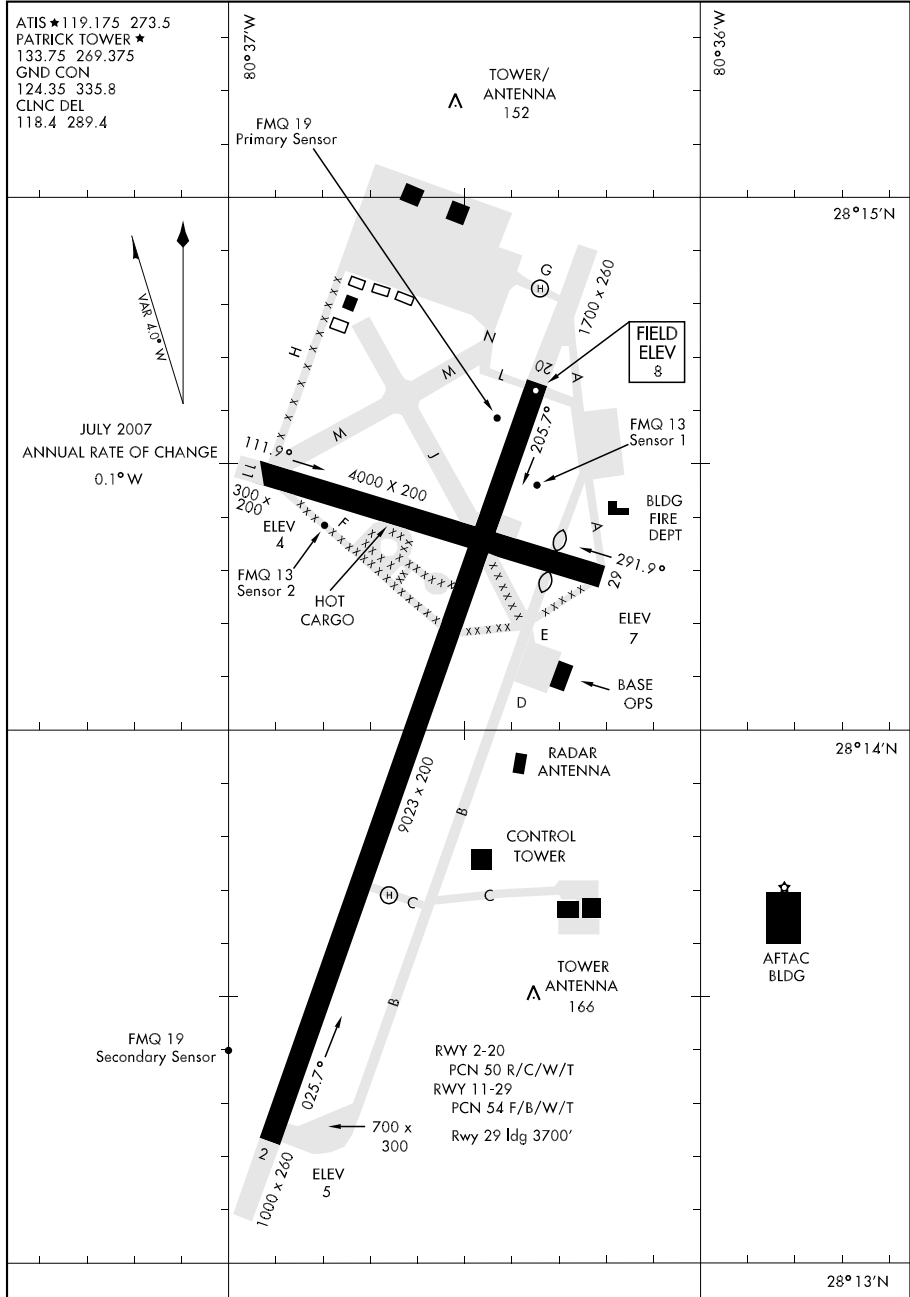 ATIS ★ 119.175 273.5
PATRICK TOWER ★
133.75 269.375
GND CON
124.35 335.8
CLNC DEL
118.4 289.4
80°37'W
80°36'W
TOWER/
ANTENNA
152
FMQ 19
Primary Sensor
28°15'N
VAR 4.0° W
JULY 2007
ANNUAL RATE OF CHANGE
0.1° W
G
H
1700 x 260
N
L
M
20
A
FIELD
ELEV
8
H
M
J
205.7°
FMQ 13
Sensor 1
111.9°
11
4000 X 200
300 x
200
ELEV
4
F
FMQ 13
Sensor 2
HOT
CARGO
BLDG
FIRE
DEPT
A
291.9°
29
ELEV
7
E
D
BASE
OPS
28°14'N
RADAR
ANTENNA
9023 x 200
B
CONTROL
TOWER
H
C
C
AFTAC
BLDG
TOWER
ANTENNA
166
B
FMQ 19
Secondary Sensor
025.7°
RWY 2-20
PCN 50 R/C/W/T
RWY 11-29
PCN 54 F/B/W/T
Rwy 29 ldg 3700'
700 x
300
2
ELEV
5
1000 x 260
28°13'N